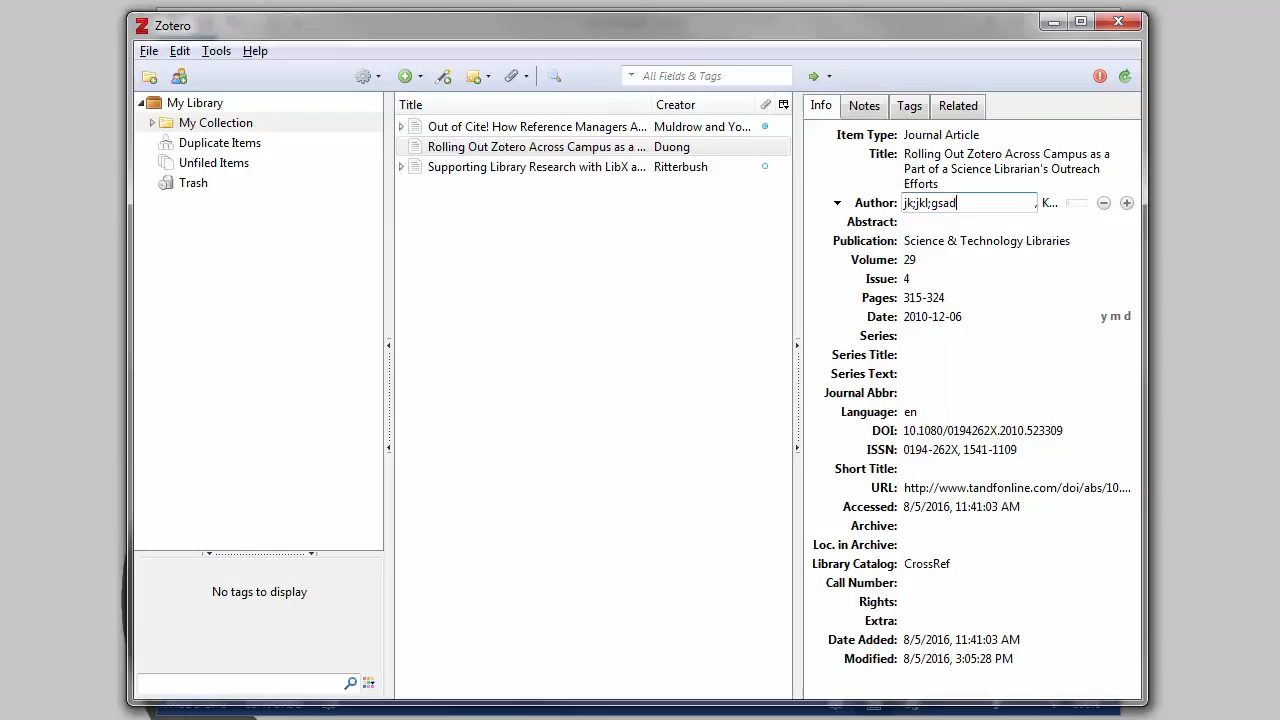 Zotero
File Edit Tools Help
All Fields & Tags
My Library
My Collection
Duplicate Items
Unfiled Items
Trash
No tags to display
Title Creator
Out of Cite! How Reference Managers A... Muldrow and Yo...
Rolling Out Zotero Across Campus as a ... Duong
Supporting Library Research with LibX a... Ritterbush
Info Notes Tags Related
Item Type: Journal Article
Title: Rolling Out Zotero Across Campus as a
Part of a Science Librarian's Outreach
Efforts
Author: jk;jkl;gsad , K...
Abstract:
Publication: Science & Technology Libraries
Volume: 29
Issue: 4
Pages: 315-324
Date: 2010-12-06 y m d
Series:
Series Title:
Series Text:
Journal Abbr:
Language: en
DOI: 10.1080/0194262X.2010.523309
ISSN: 0194-262X, 1541-1109
Short Title:
URL: http://www.tandfonline.com/doi/abs/10....
Accessed: 8/5/2016, 11:41:03 AM
Archive:
Loc. in Archive:
Library Catalog: CrossRef
Call Number:
Rights:
Extra:
Date Added: 8/5/2016, 11:41:03 AM
Modified: 8/5/2016, 3:05:28 PM